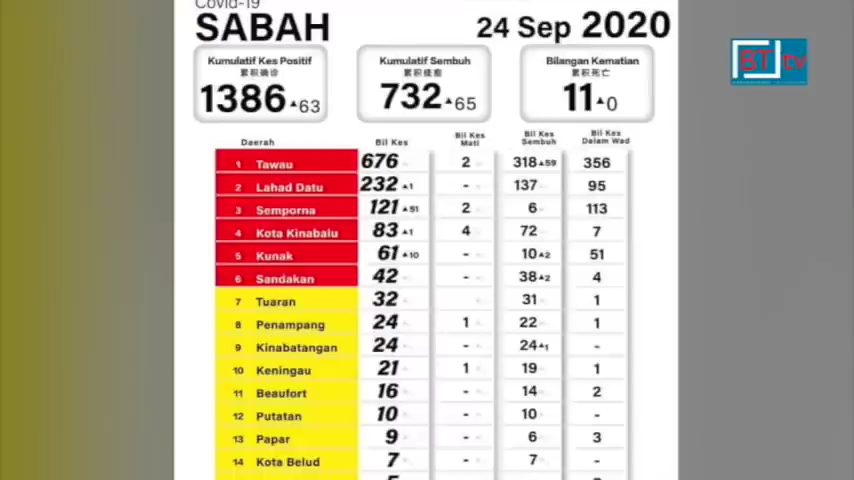 Covid-19
SABAH
24 Sep 2020
BT tv
Kumulatif Kes Positif
累积确诊
1386 ▲63
Kumulatif Sembuh
累积痊愈
732 ▲65
Bilangan Kematian
累积死亡
11 ▲0
Daerah Bil Kes Bil Kes Mati Bil Kes Sembuh Bil Kes Dalam Wad
1 Tawau 676 2 318 ▲59 356
2 Lahad Datu 232 ▲1 - 137 95
3 Semporna 121 ▲51 2 6 113
4 Kota Kinabalu 83 ▲1 4 72 7
5 Kunak 61 ▲10 - 10 ▲2 51
6 Sandakan 42 - 38 ▲2 4
7 Tuaran 32 31 1
8 Penampang 24 1 22 1
9 Kinabatangan 24 - 24 ▲1 -
10 Keningau 21 1 19 1
11 Beaufort 16 - 14 2
12 Putatan 10 - 10 -
13 Papar 9 - 6 3
14 Kota Belud 7 - 7 -